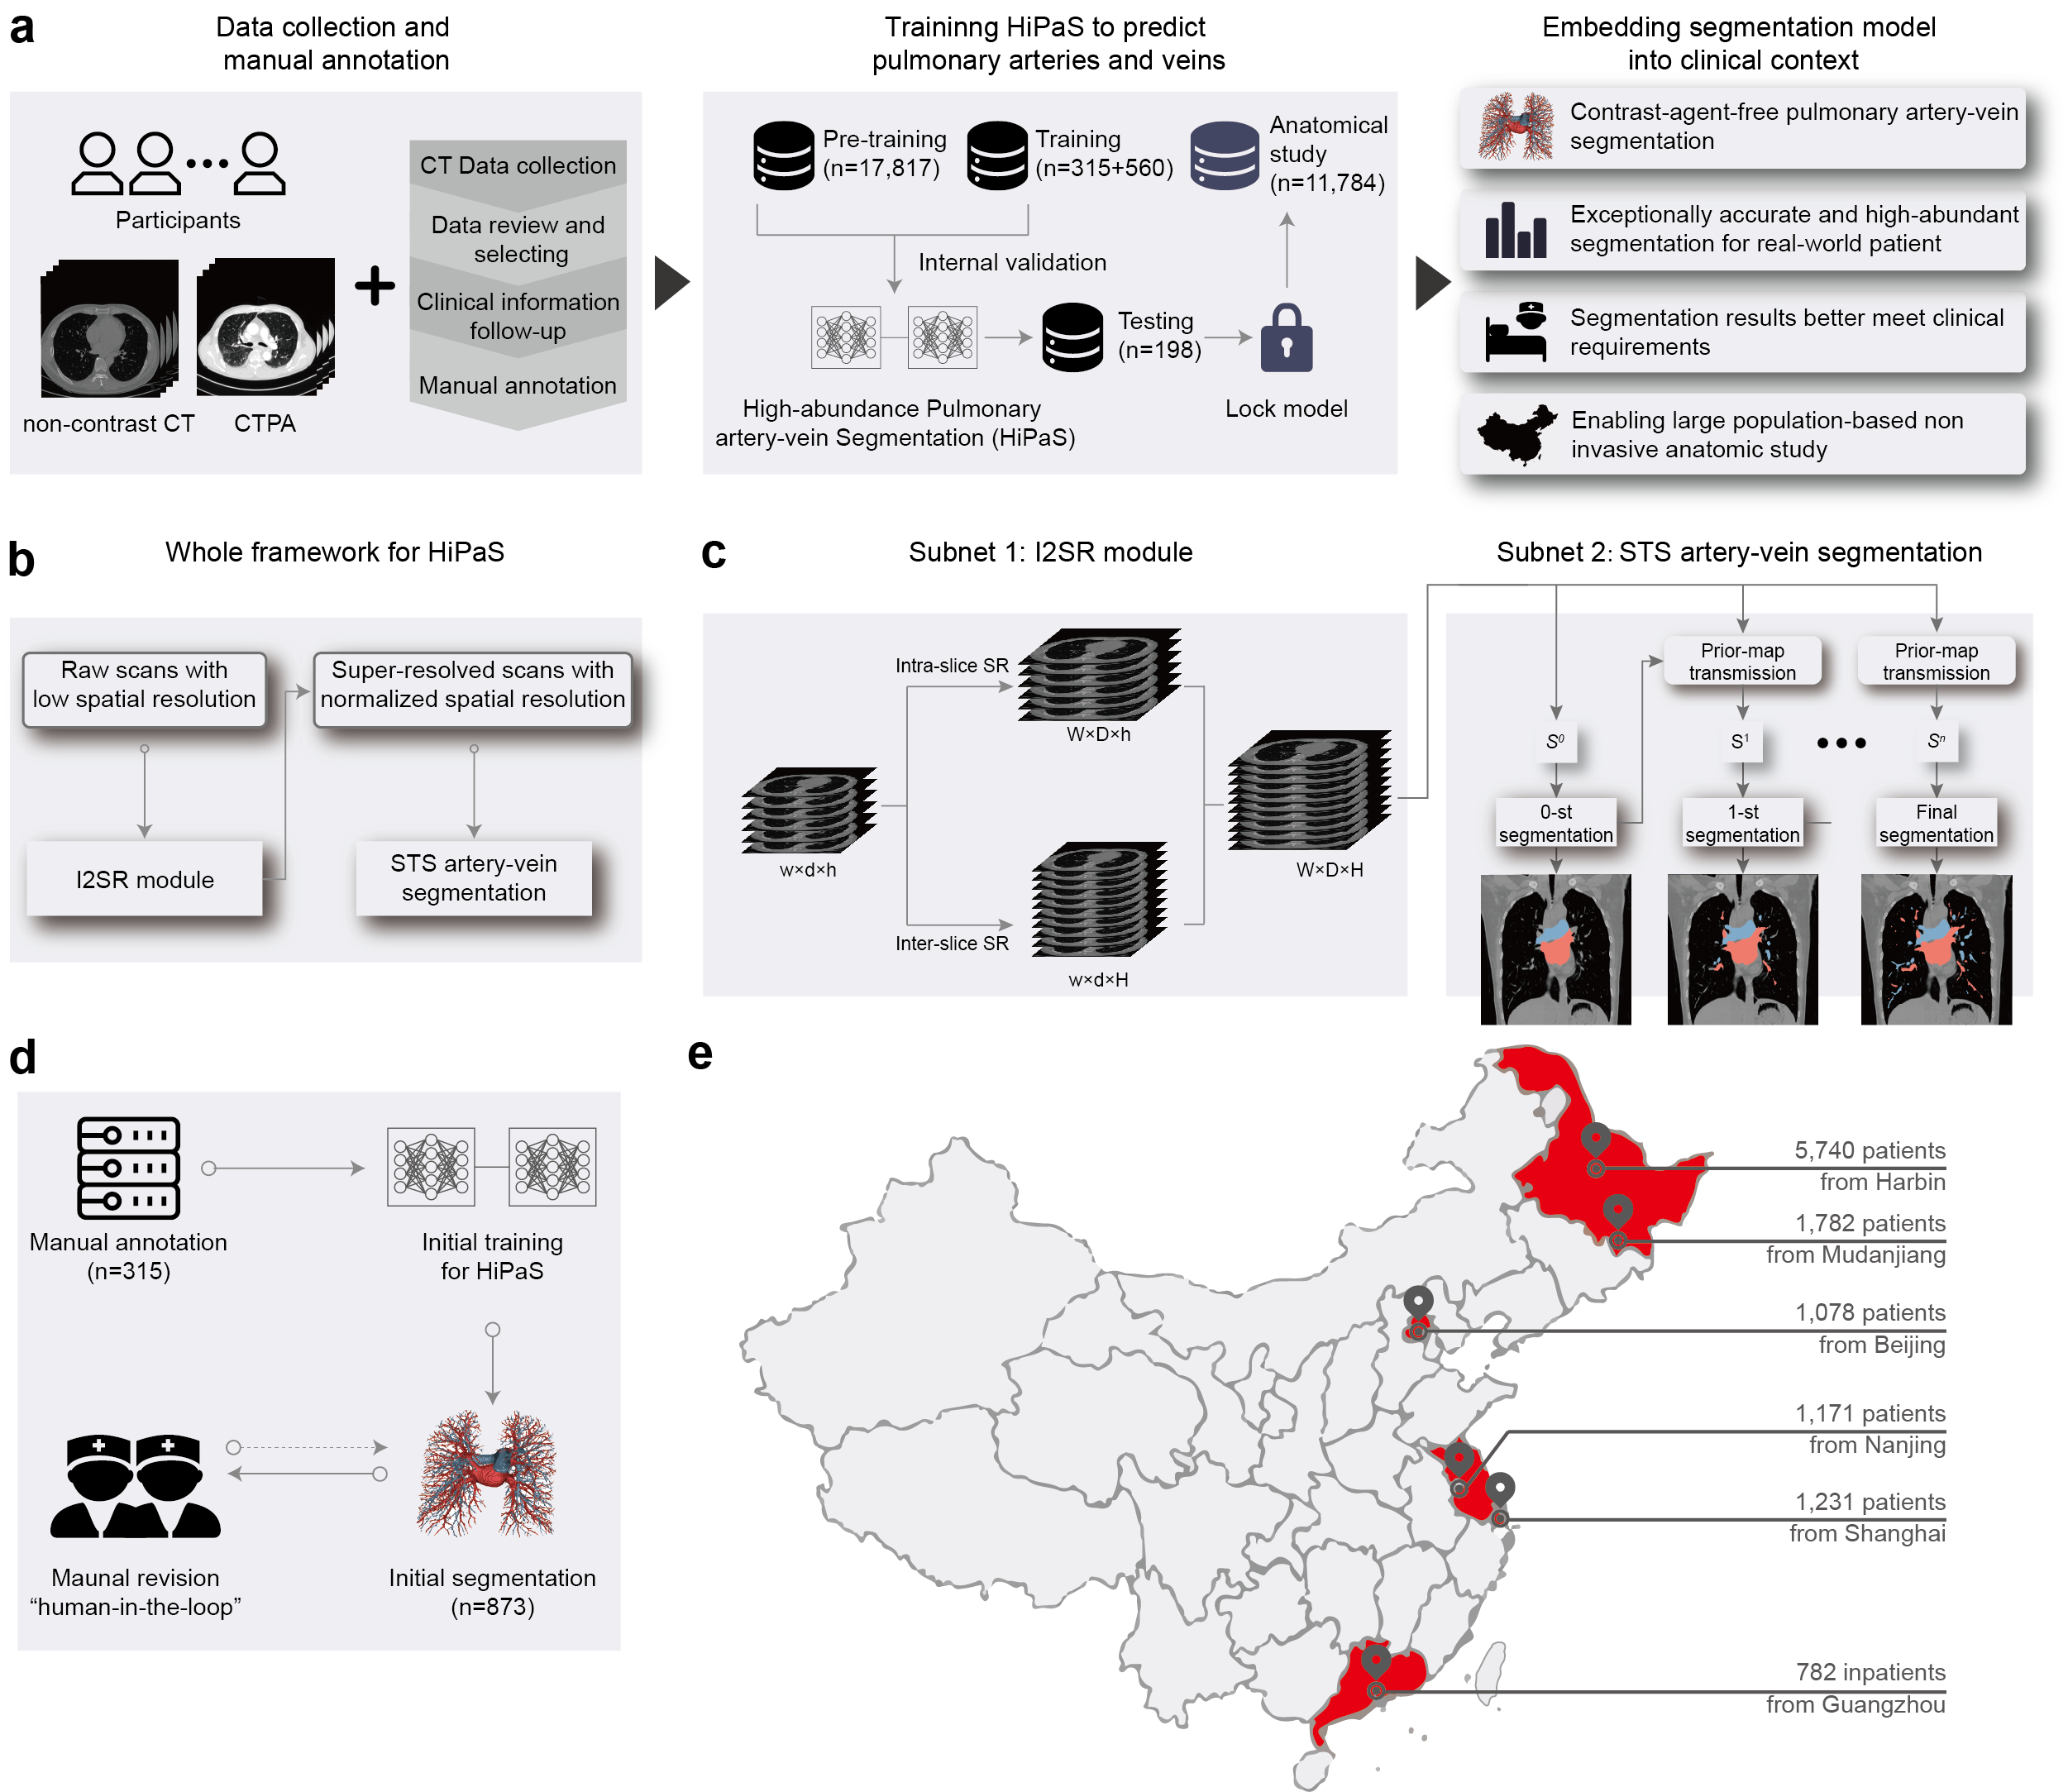 a
Data collection and
manual annotation
Participants
non-contrast CT
CTPA
CT Data collection
Data review and
selecting
Clinical information
follow-up
Manual annotation
Traininng HiPaS to predict
pulmonary arteries and veins
Pre-training
(n=17,817)
Training
(n=315+560)
Anatomical
study
(n=11,784)
Internal validation
Testing
(n=198)
High-abundance Pulmonary
artery-vein Segmentation (HiPaS)
Lock model
Embedding segmentation model
into clinical context
Contrast-agent-free pulmonary artery-vein
segmentation
Exceptionally accurate and high-abundant
segmentation for real-world patient
Segmentation results better meet clinical
requirements
Enabling large population-based non
invasive anatomic study
b
Whole framework for HiPaS
Raw scans with
low spatial resolution
Super-resolved scans with
normalized spatial resolution
I2SR module
STS artery-vein
segmentation
c
Subnet 1: I2SR module
Intra-slice SR
W×D×h
w×d×h
W×D×H
Inter-slice SR
w×d×H
Subnet 2: STS artery-vein segmentation
Prior-map
transmission
Prior-map
transmission
S⁰
S¹
Sⁿ
0-st
segmentation
1-st
segmentation
Final
segmentation
d
Manual annotation
(n=315)
Initial training
for HiPaS
Maunal revision
“human-in-the-loop”
Initial segmentation
(n=873)
e
5,740 patients
from Harbin
1,782 patients
from Mudanjiang
1,078 patients
from Beijing
1,171 patients
from Nanjing
1,231 patients
from Shanghai
782 inpatients
from Guangzhou